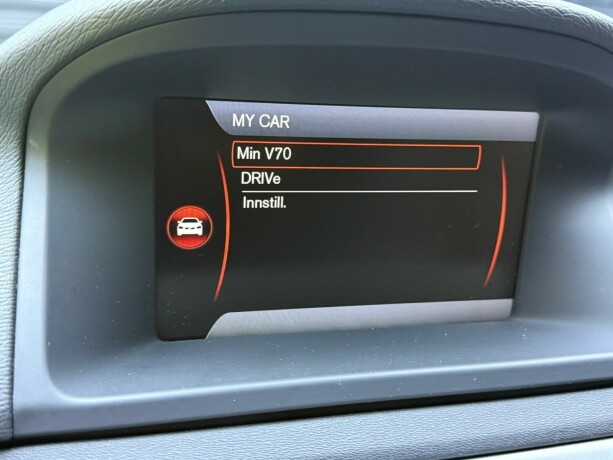 MY CAR
Min V70
DRIVe
Innstill.